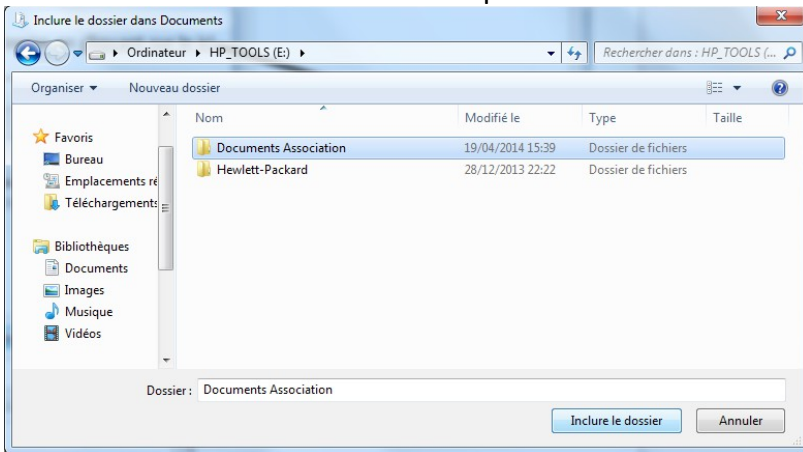 Inclure le dossier dans Documents
Ordinateur HP_TOOLS (E:)
Rechercher dans : HP_TOOLS (...
Organiser Nouveau dossier
Nom Modifié le Type Taille
Favoris
Bureau
Emplacements ré
Téléchargements
Bibliothèques
Documents
Images
Musique
Vidéos
Documents Association 19/04/2014 15:39 Dossier de fichiers
Hewlett-Packard 28/12/2013 22:22 Dossier de fichiers
Dossier : Documents Association
Inclure le dossier Annuler